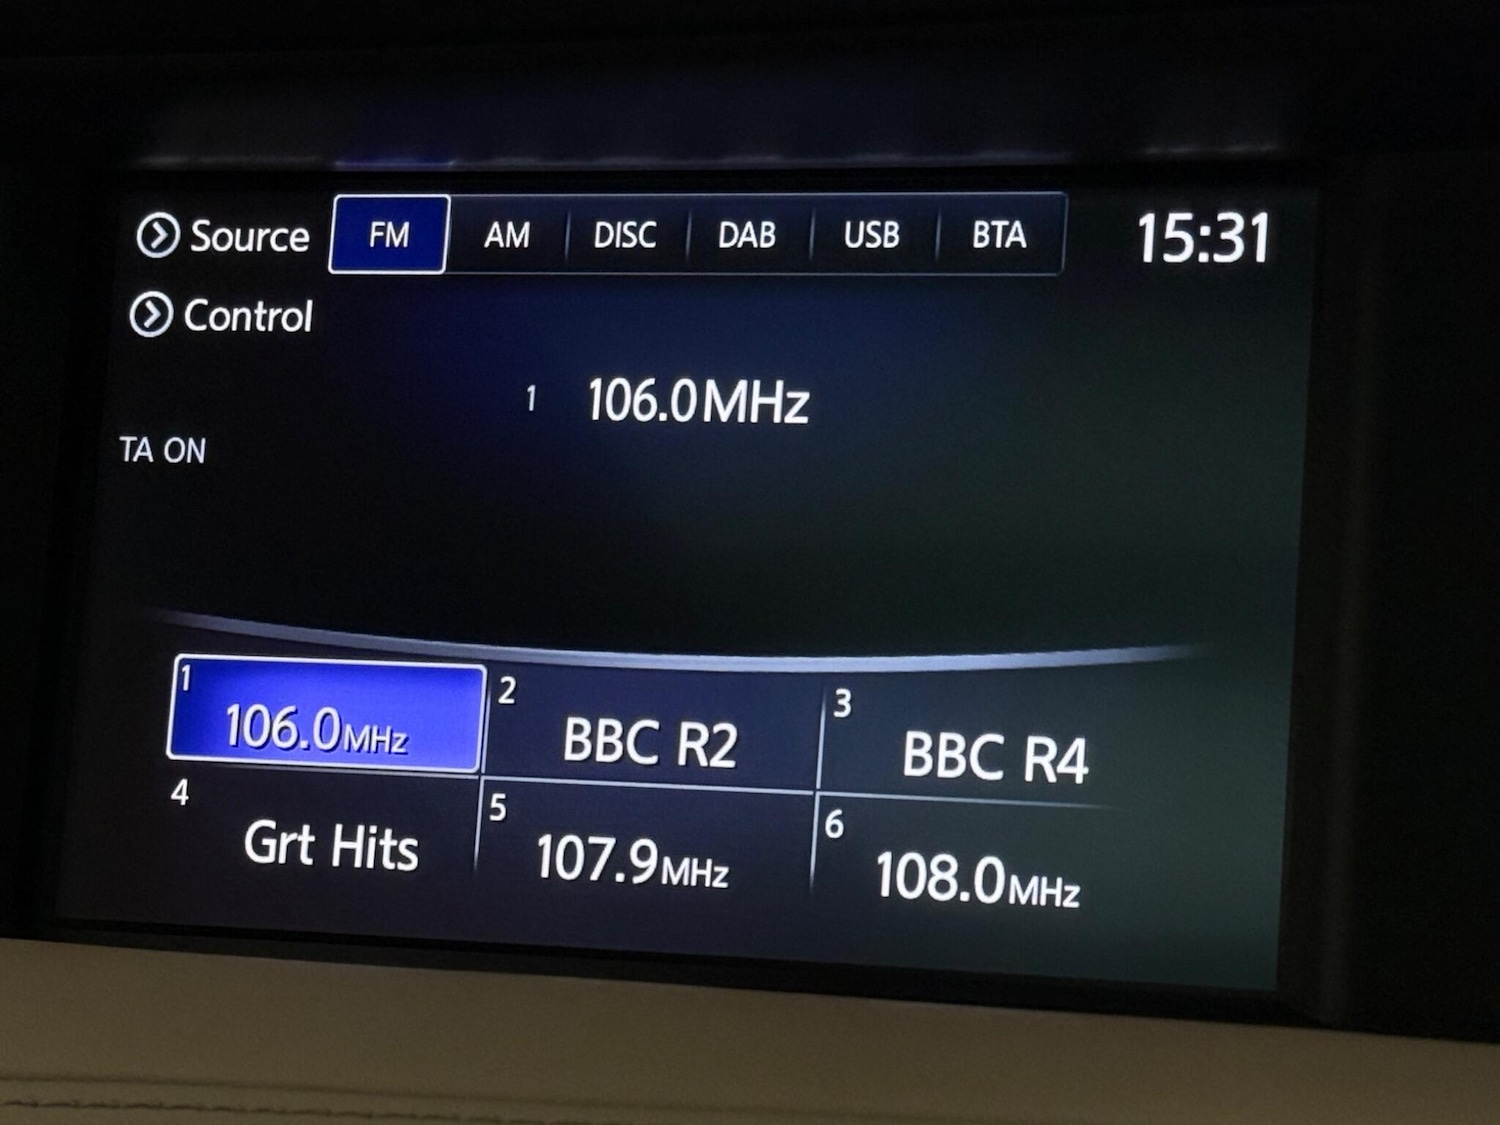 Source FM AM DISC DAB USB BTA 15:31
Control
1 106.0MHz
TA ON
1 106.0MHz 2 BBC R2 3 BBC R4
4 Grt Hits 5 107.9MHz 6 108.0MHz